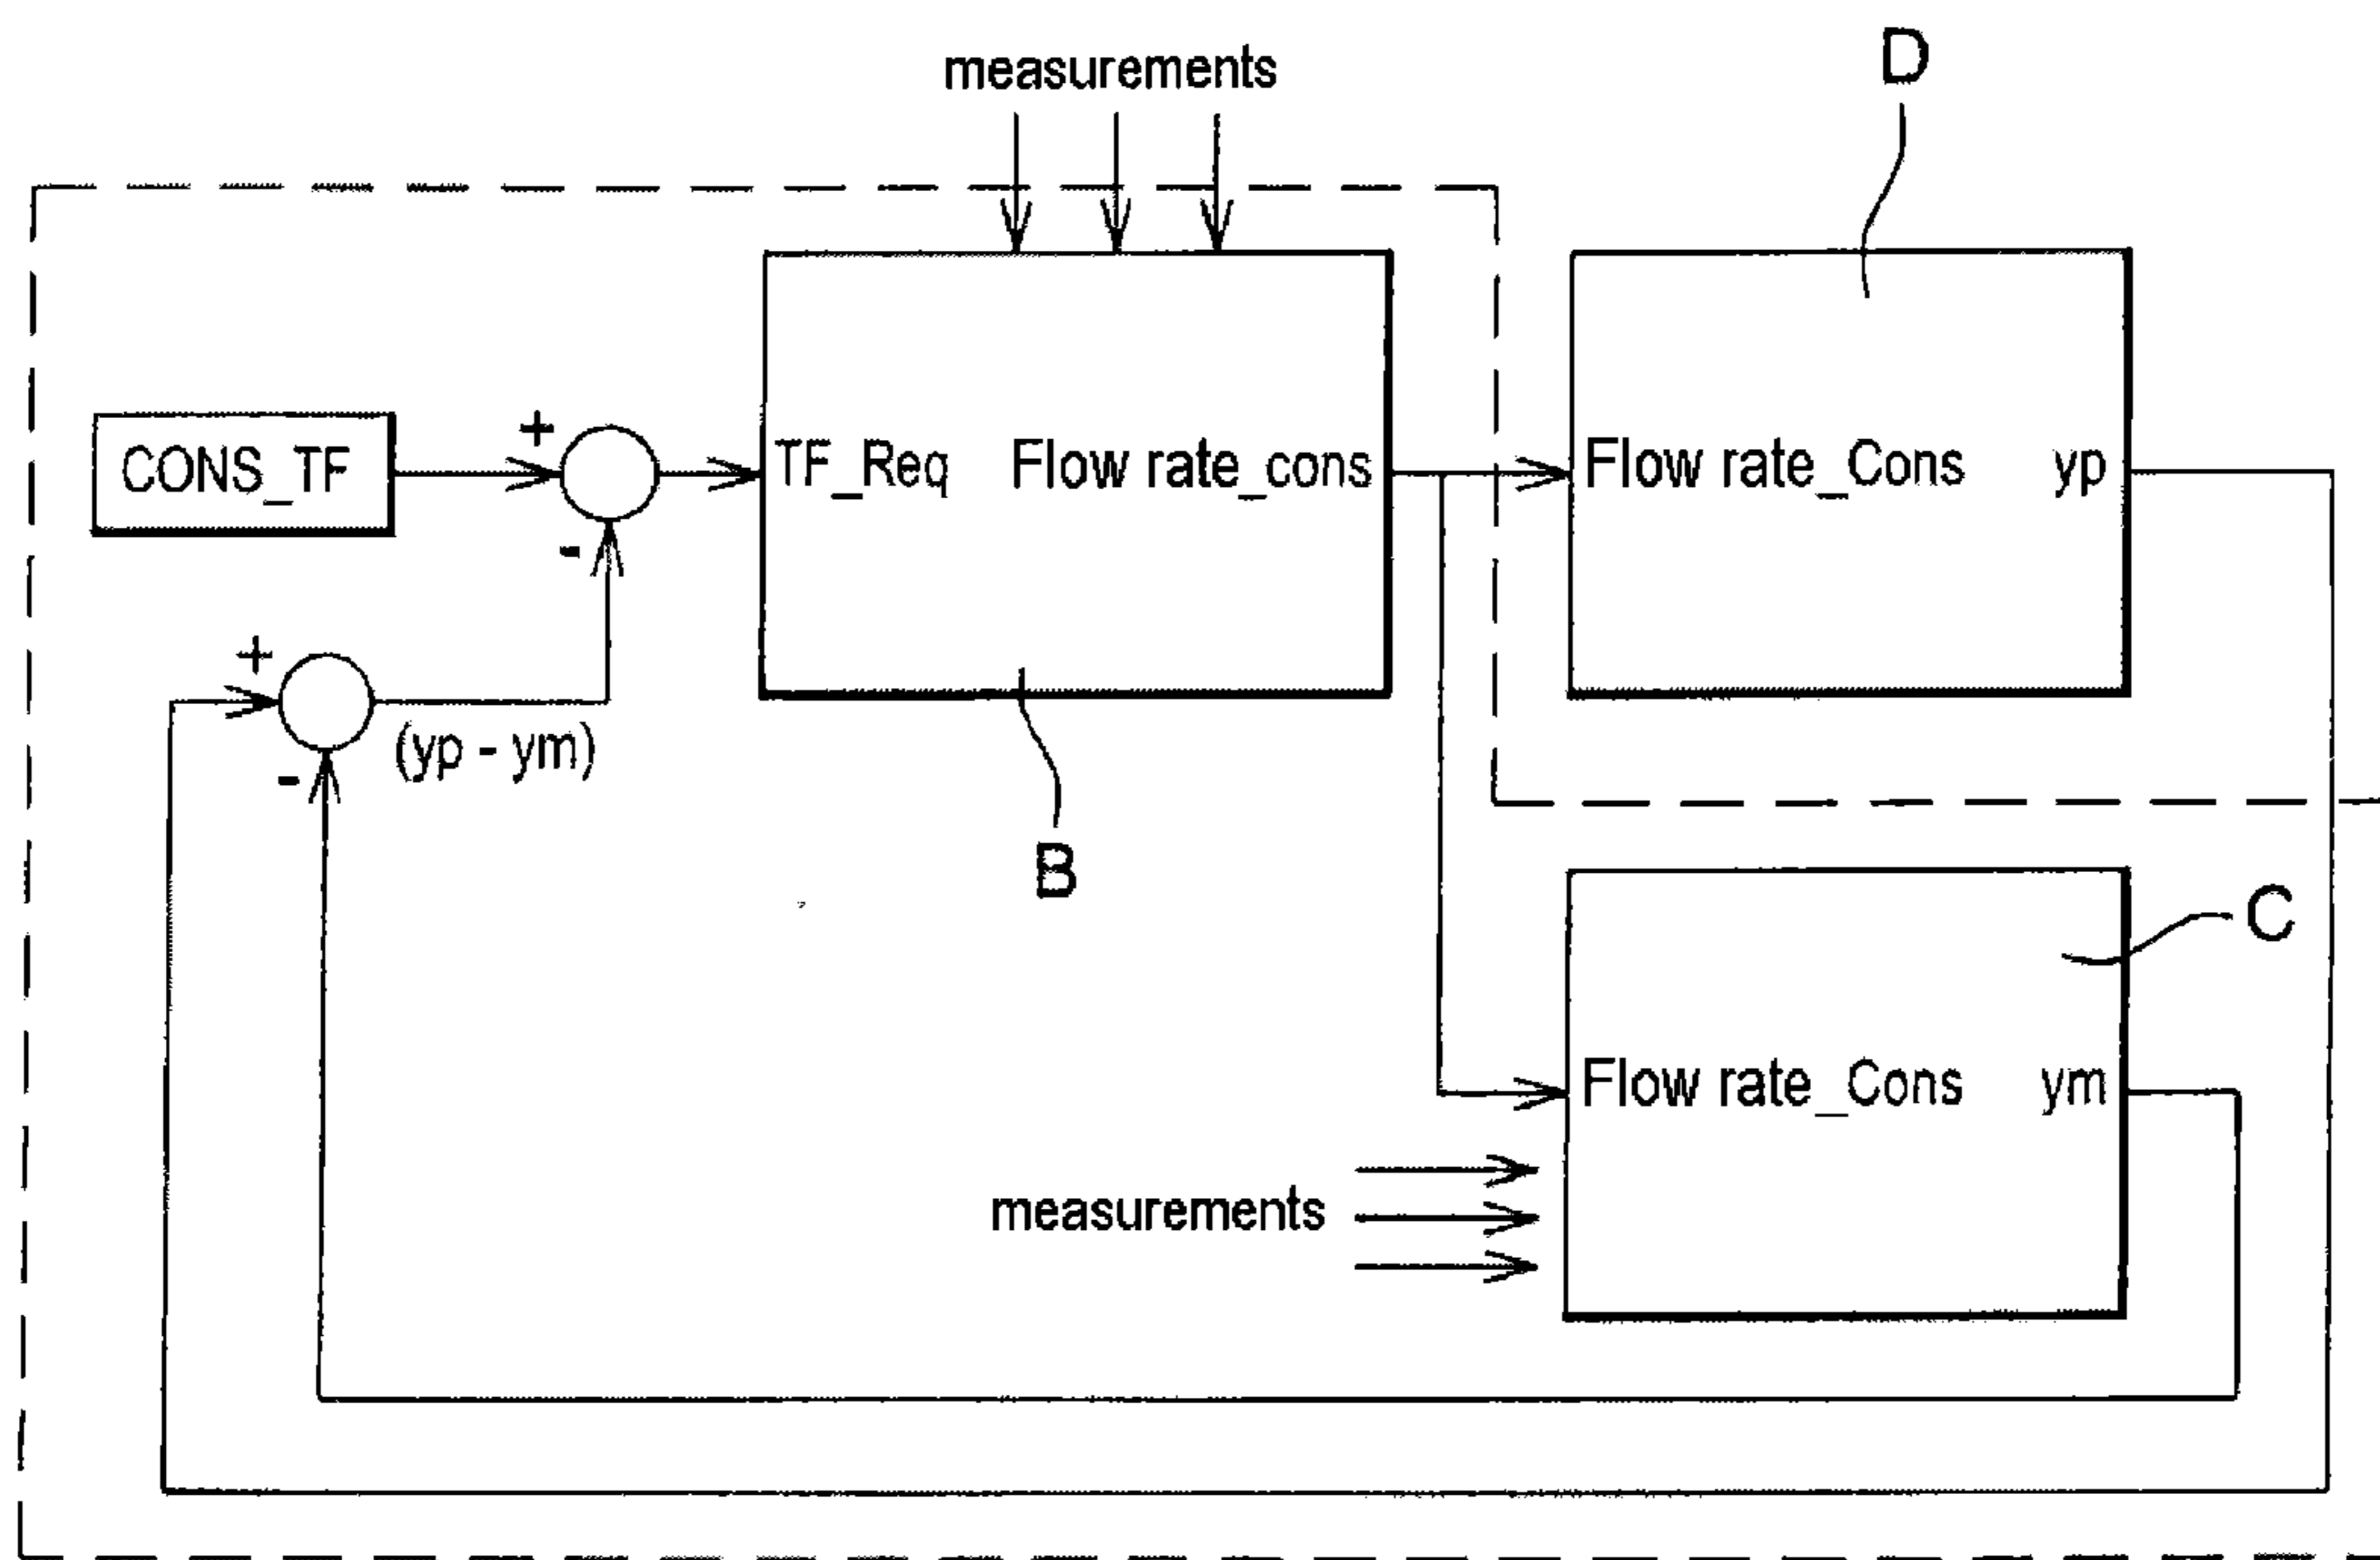 measurements
D
CONS_TF
+
-
TF_Req Flow rate_cons
Flow rate_Cons yp
+
-
(yp - ym)
B
C
Flow rate_Cons ym
measurements